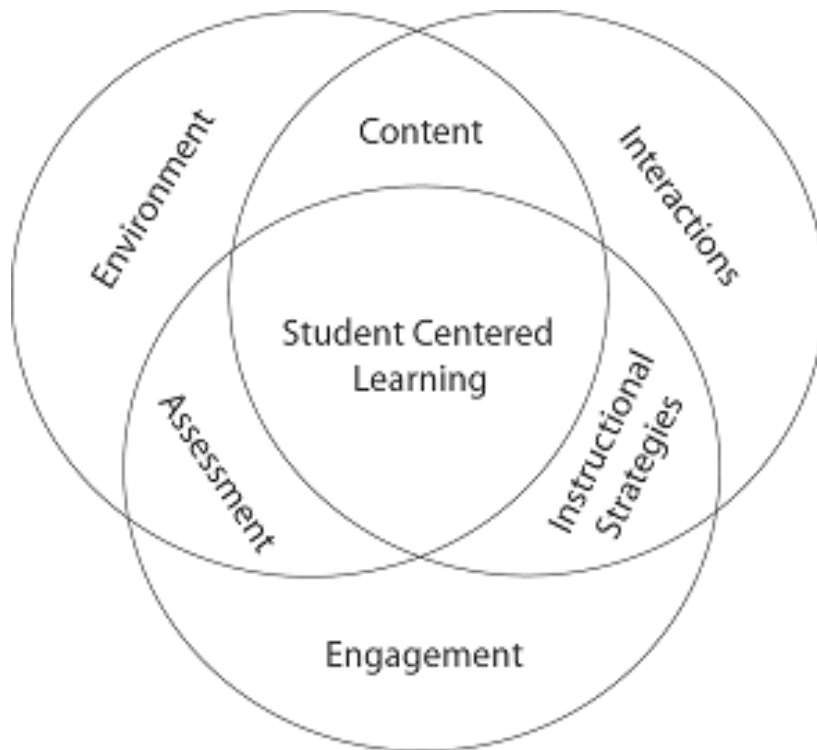 Content
Environment
Interactions
Student Centered
Learning
Assessment
Instructional
Strategies
Engagement